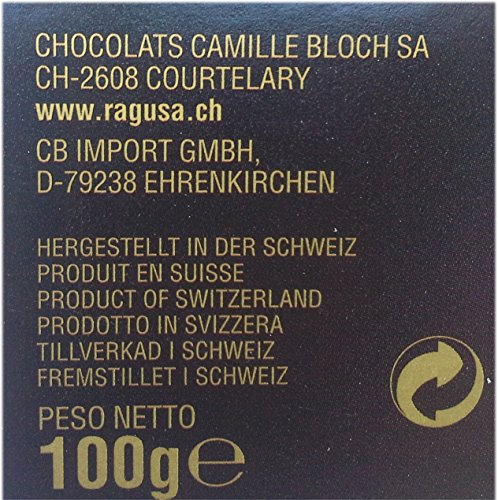 CHOCOLATS CAMILLE BLOCH SA
CH-2608 COURTELARY
www.ragusa.ch
CB IMPORT GMBH,
D-79238 EHRENKIRCHEN
HERGESTELLT IN DER SCHWEIZ
PRODUIT EN SUISSE
PRODUCT OF SWITZERLAND
PRODOTTO IN SVIZZERA
TILLVERKAD I SCHWEIZ
FREMSTILLET I SCHWEIZ
PESO NETTO
100g℮